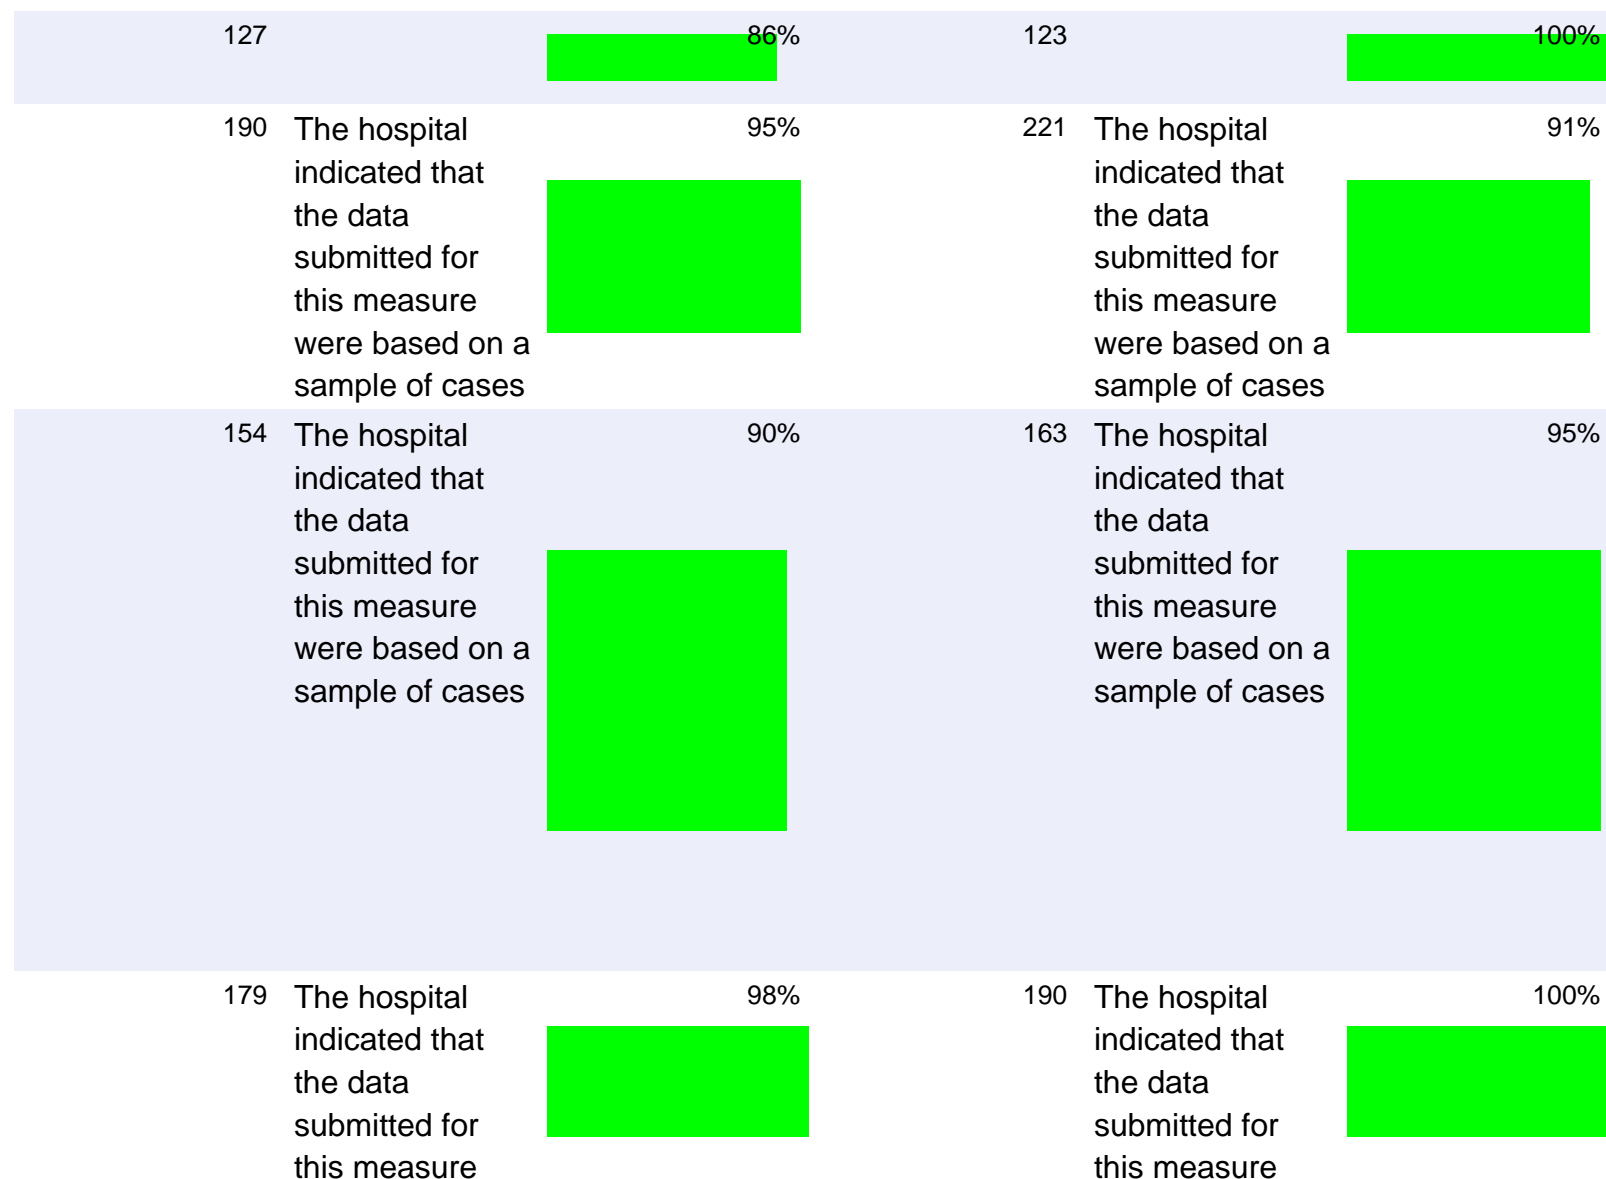 127 86% 123 100%
190 The hospital 95% 221 The hospital 91%
indicated that indicated that
the data the data
submitted for submitted for
this measure this measure
were based on a were based on a
sample of cases sample of cases
154 The hospital 90% 163 The hospital 95%
indicated that indicated that
the data the data
submitted for submitted for
this measure this measure
were based on a were based on a
sample of cases sample of cases
179 The hospital 98% 190 The hospital 100%
indicated that indicated that
the data the data
submitted for submitted for
this measure this measure